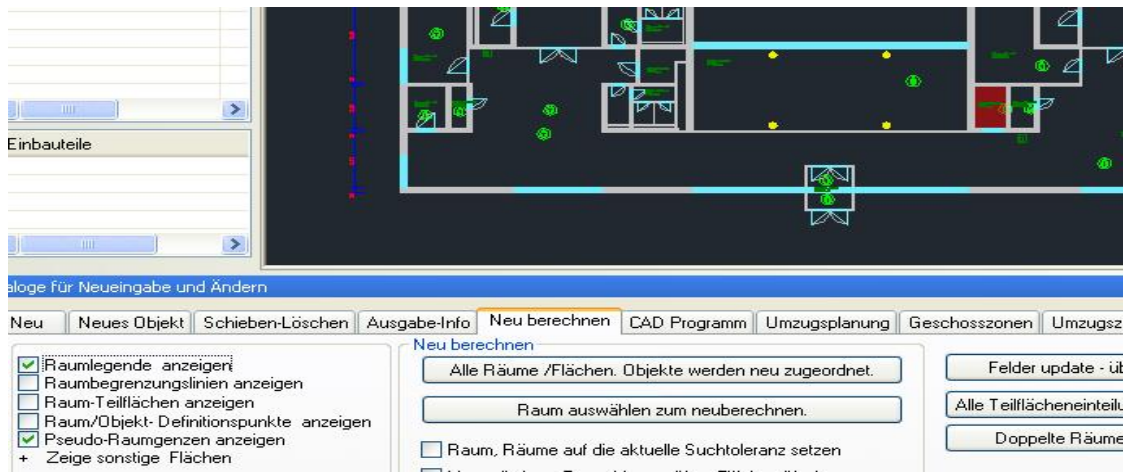 Einbauteile
aloge für Neueingabe und Ändern
Neu Neues Objekt Schieben-Löschen Ausgabe-Info Neu berechnen CAD Programm Umzugsplanung Geschosszonen Umzugsz
Neu berechnen
Raumlegende anzeigen
Raumbegrenzungslinien anzeigen
Raum-Teilflächen anzeigen
Raum/Objekt- Definitionspunkte anzeigen
Pseudo-Raumgenzen anzeigen
+ Zeige sonstige Flächen
Alle Räume /Flächen. Objekte werden neu zugeordnet.
Raum auswählen zum neuberechnen.
Raum, Räume auf die aktuelle Suchtoleranz setzen
Felder update - üb
Alle Teilflächeneinteilu
Doppelte Räume